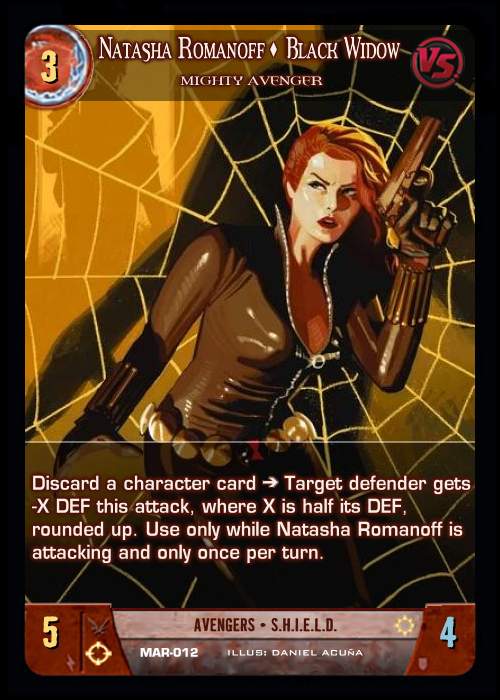 3
NATASHA ROMANOFF ♦ BLACK WIDOW
VS
MIGHTY AVENGER
Discard a character card ➔ Target defender gets
-X DEF this attack, where X is half its DEF,
rounded up. Use only while Natasha Romanoff is
attacking and only once per turn.
5
AVENGERS • S.H.I.E.L.D.
4
MAR-012
ILLUS: DANIEL ACUÑA